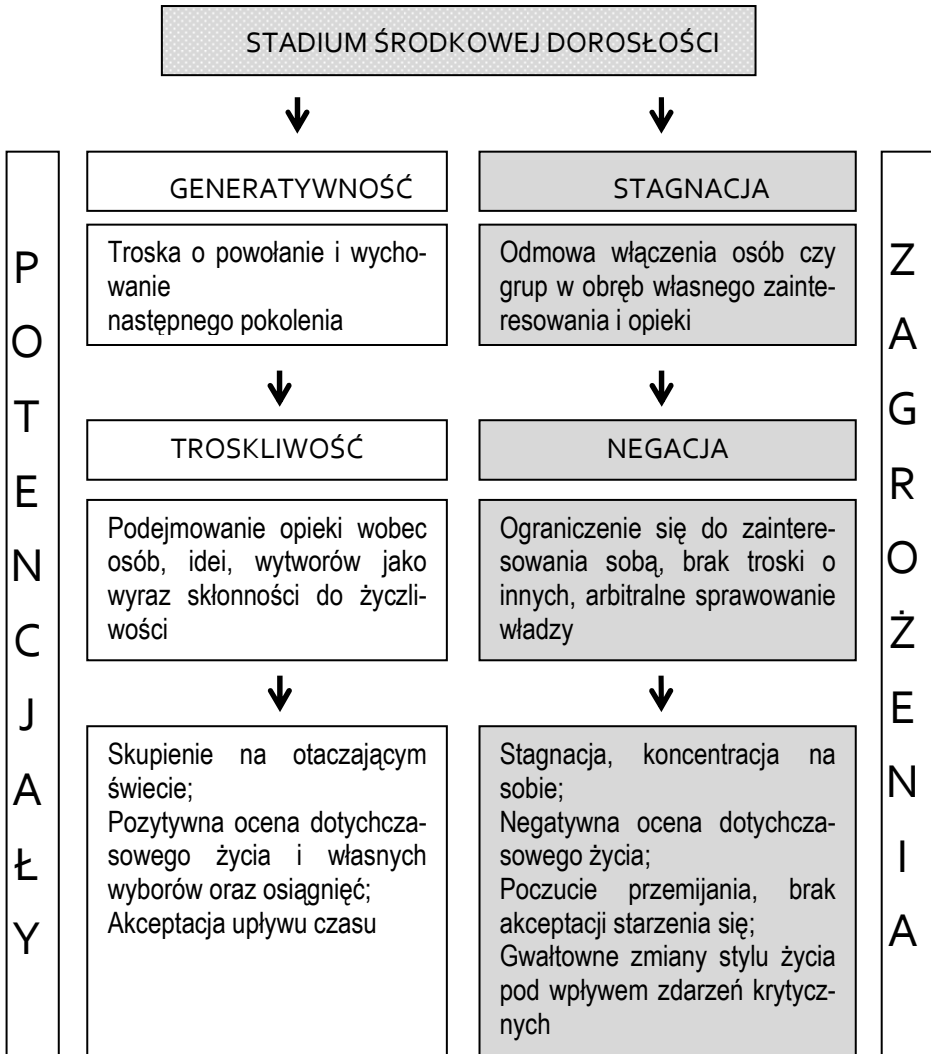 STADIUM ŚRODKOWEJ DOROSŁOŚCI
POTENCJAŁY
GENERATYWNOŚĆ
Troska o powołanie i wycho-
wanie
następnego pokolenia
TROSKLIWOŚĆ
Podejmowanie opieki wobec
osób, idei, wytworów jako
wyraz skłonności do życzli-
wości
Skupienie na otaczającym
świecie;
Pozytywna ocena dotychcza-
sowego życia i własnych
wyborów oraz osiągnięć;
Akceptacja upływu czasu
STAGNACJA
Odmowa włączenia osób czy
grup w obręb własnego zainte-
resowania i opieki
NEGACJA
Ograniczenie się do zaintere-
sowania sobą, brak troski o
innych, arbitralne sprawowanie
władzy
Stagnacja, koncentracja na
sobie;
Negatywna ocena dotychcza-
sowego życia;
Poczucie przemijania, brak
akceptacji starzenia się;
Gwałtowne zmiany stylu życia
pod wpływem zdarzeń krytycz-
nych
ZAGROŻENIA